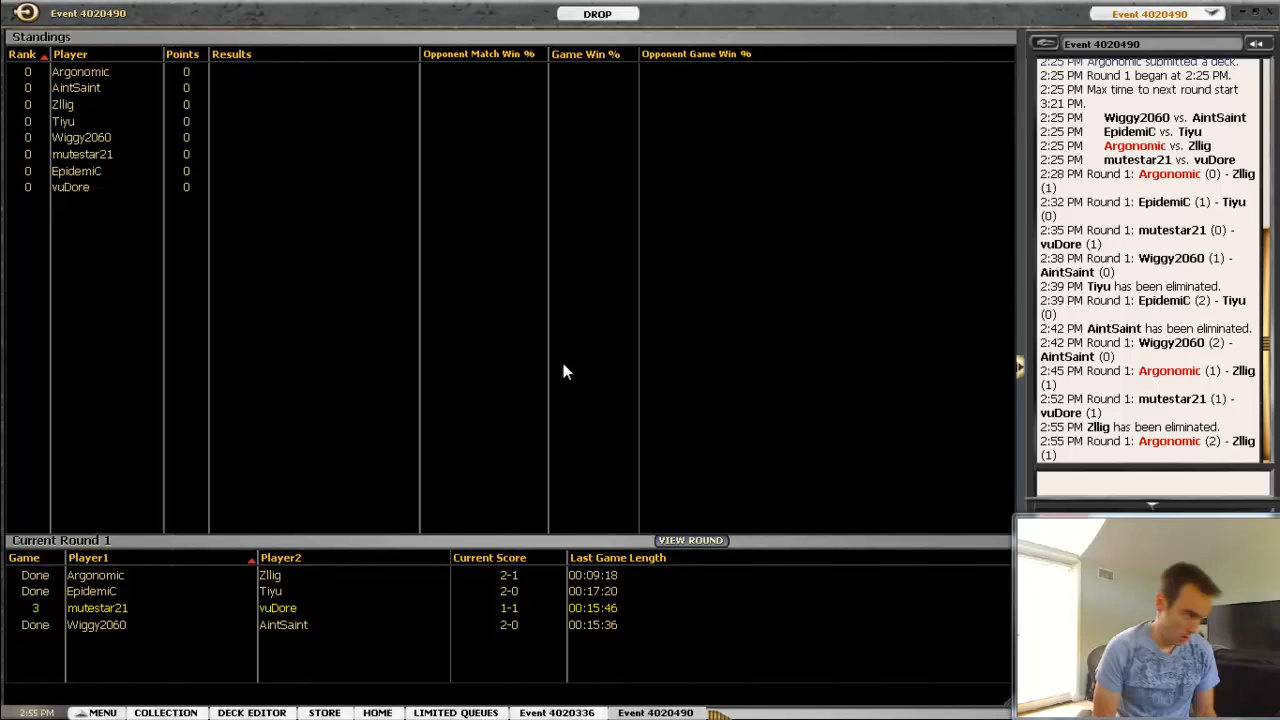 Event 4020490
DROP
Event 4020490
Standings
Rank Player Points Results Opponent Match Win % Game Win % Opponent Game Win %
0 Argonomic 0
0 AintSaint 0
0 Zllig 0
0 Tiyu 0
0 Wiggy2060 0
0 mutestar21 0
0 EpidemiC 0
0 vuDore 0
Event 4020490
2:25 PM Argonomic submitted a deck.
2:25 PM Round 1 began at 2:25 PM.
2:25 PM Max time to next round start
3:21 PM.
2:25 PM Wiggy2060 vs. AintSaint
2:25 PM EpidemiC vs. Tiyu
2:25 PM Argonomic vs. Zllig
2:25 PM mutestar21 vs. vuDore
2:28 PM Round 1: Argonomic (0) - Zllig
(1)
2:32 PM Round 1: EpidemiC (1) - Tiyu
(0)
2:35 PM Round 1: mutestar21 (0) -
vuDore (1)
2:38 PM Round 1: Wiggy2060 (1) -
AintSaint (0)
2:39 PM Tiyu has been eliminated.
2:39 PM Round 1: EpidemiC (2) - Tiyu
(0)
2:42 PM AintSaint has been eliminated.
2:42 PM Round 1: Wiggy2060 (2) -
AintSaint (0)
2:45 PM Round 1: Argonomic (1) - Zllig
(1)
2:52 PM Round 1: mutestar21 (1) -
vuDore (1)
2:55 PM Zllig has been eliminated.
2:55 PM Round 1: Argonomic (2) - Zllig
(1)
Current Round 1
VIEW ROUND
Game Player1 Player2 Current Score Last Game Length
Done Argonomic Zllig 2-1 00:09:18
Done EpidemiC Tiyu 2-0 00:17:20
3 mutestar21 vuDore 1-1 00:15:46
Done Wiggy2060 AintSaint 2-0 00:15:36
2:55 PM MENU COLLECTION DECK EDITOR STORE HOME LIMITED QUEUES Event 4020336 Event 4020490